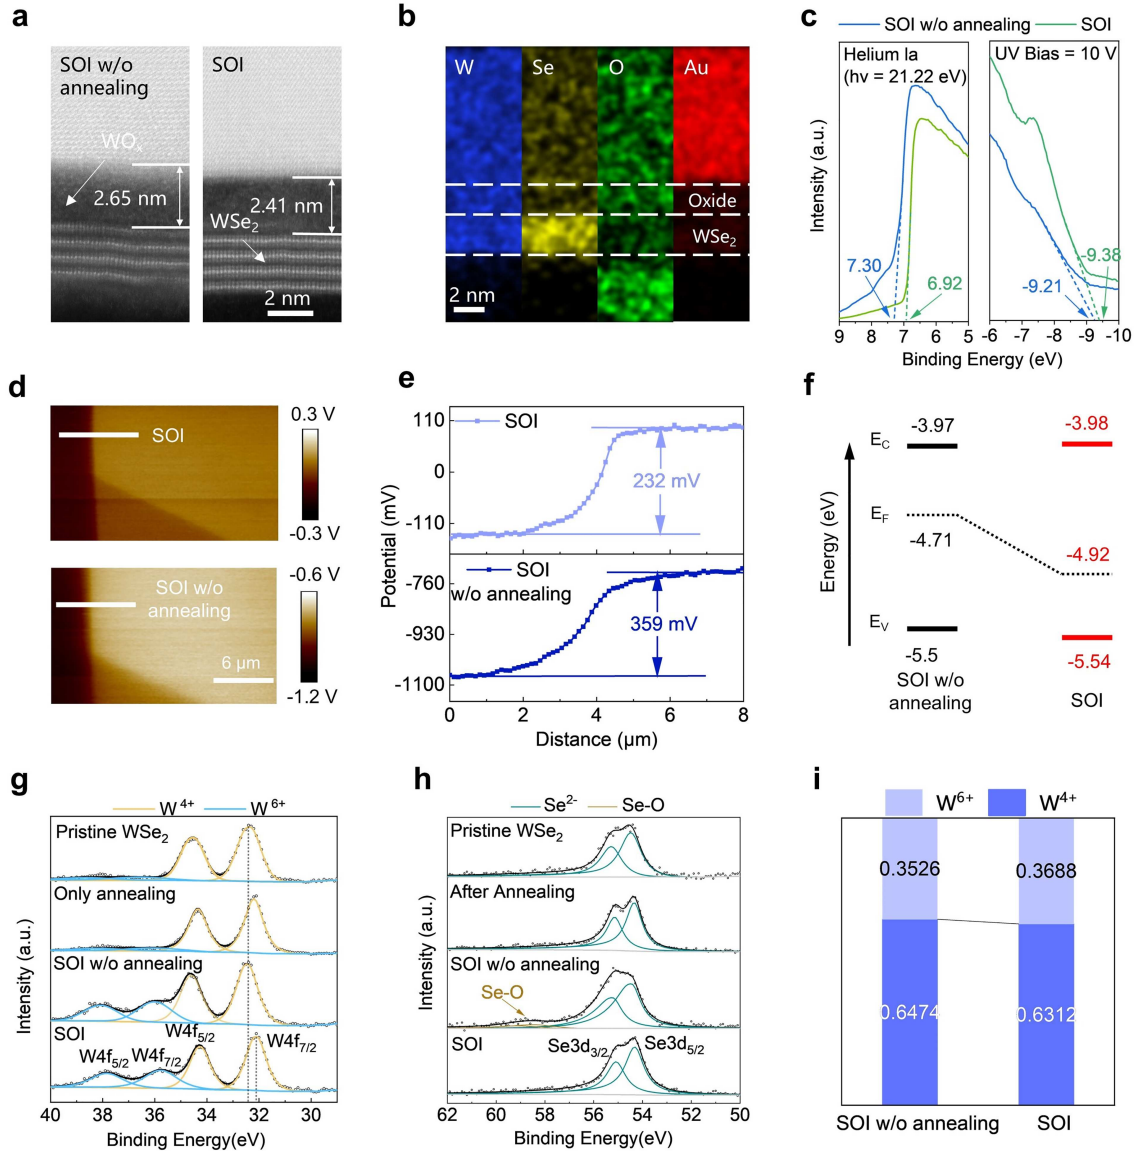 a
SOI w/o
annealing
WOₓ
2.65 nm
SOI
2.41 nm
WSe₂
2 nm
b
W
Se
O
Au
Oxide
WSe₂
2 nm
c
SOI w/o annealing
SOI
Helium Ia
(hv = 21.22 eV)
UV Bias = 10 V
Intensity (a.u.)
7.30
6.92
-9.21
-9.38
9 8 7 6 5
-6 -7 -8 -9 -10
Binding Energy (eV)
d
SOI
0.3 V
-0.3 V
SOI w/o
annealing
6 μm
-0.6 V
-1.2 V
e
SOI
232 mV
110
0
-110
Potential (mV)
SOI
w/o annealing
359 mV
-760
-930
-1100
0 2 4 6 8
Distance (μm)
f
Energy (eV)
E_C
-3.97
-3.98
E_F
-4.71
-4.92
E_V
-5.5
-5.54
SOI w/o
annealing
SOI
g
W⁴⁺
W⁶⁺
Pristine WSe₂
Only annealing
SOI w/o annealing
SOI
W4f₅/₂
W4f₇/₂
W4f₅/₂
W4f₇/₂
Intensity (a.u.)
40 38 36 34 32 30
Binding Energy(eV)
h
Se²⁻
Se-O
Pristine WSe₂
After Annealing
SOI w/o annealing
Se-O
SOI
Se3d₃/₂
Se3d₅/₂
Intensity (a.u.)
62 60 58 56 54 52 50
Binding Energy(eV)
i
W⁶⁺
W⁴⁺
0.3526
0.3688
0.6474
0.6312
SOI w/o annealing
SOI